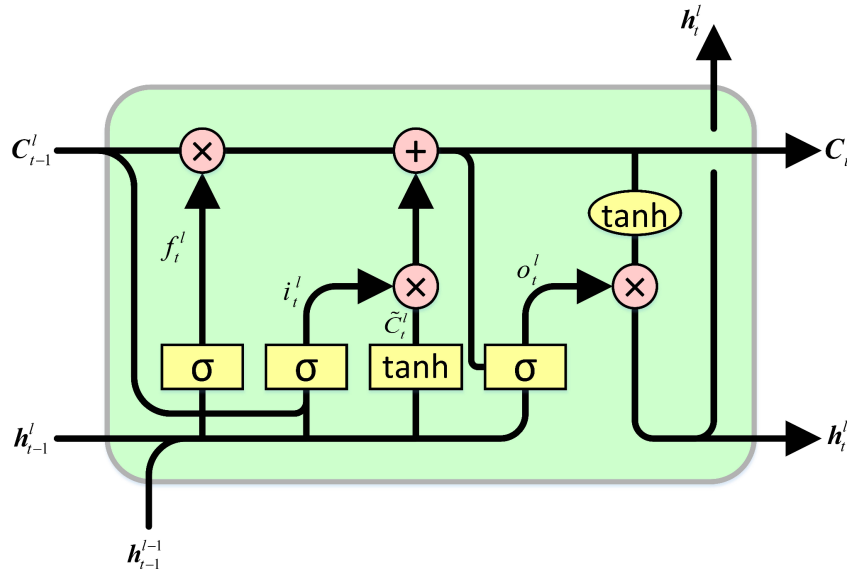 h_t^l
C_{t-1}^l
×
+
C_t
tanh
f_t^l
i_t^l
×
o_t^l
×
C̃_t^l
σ
σ
tanh
σ
h_{t-1}^l
h_t^l
h_{t-1}^{l-1}